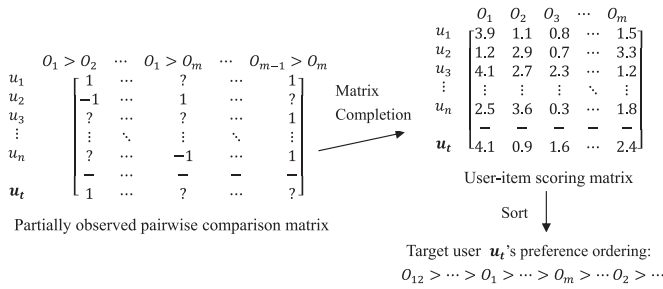 O₁ > O₂ ⋯ O₁ > Oₘ ⋯ Oₘ₋₁ > Oₘ
u₁ 1 ⋯ ? ⋯ 1
u₂ −1 ⋯ 1 ⋯ ?
u₃ ? ⋯ ? ⋯ 1
⋮ ⋮ ⋱ ⋮ ⋱ ⋮
uₙ ? ⋯ −1 ⋯ 1
− − − − −
uₜ 1 ⋯ ? ⋯ ?
Partially observed pairwise comparison matrix
Matrix
Completion
O₁ O₂ O₃ ⋯ Oₘ
u₁ 3.9 1.1 0.8 ⋯ 1.5
u₂ 1.2 2.9 0.7 ⋯ 3.3
u₃ 4.1 2.7 2.3 ⋯ 1.2
⋮ ⋮ ⋮ ⋮ ⋱ ⋮
uₙ 2.5 3.6 0.3 ⋯ 1.8
− − − − −
uₜ 4.1 0.9 1.6 ⋯ 2.4
User-item scoring matrix
Sort
Target user uₜ's preference ordering:
O₁₂ > ⋯ > O₁ > ⋯ > Oₘ > ⋯ O₂ > ⋯